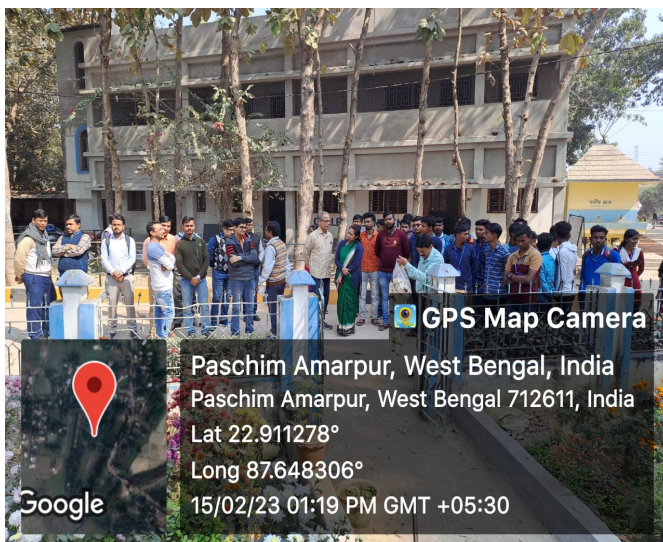 GPS Map Camera
Paschim Amarpur, West Bengal, India
Paschim Amarpur, West Bengal 712611, India
Lat 22.911278°
Long 87.648306°
15/02/23 01:19 PM GMT +05:30
Google